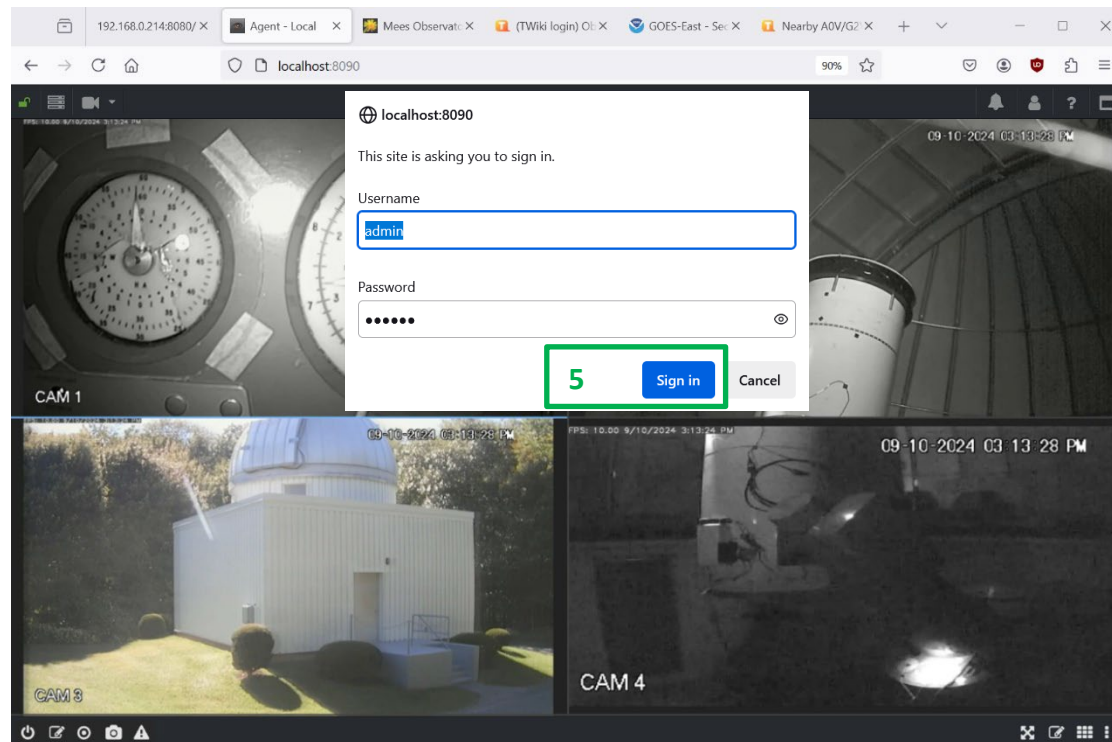 192.168.0.214:8080/
Agent - Local
Mees Observato
(TWiki login) Ob
GOES-East - Sec
Nearby A0V/G2
localhost:8090
90%
localhost:8090
This site is asking you to sign in.
Username
admin
Password
5
Sign in
Cancel
FPS: 10.00 9/10/2024 3:13:24 PM
09-10-2024 03:13:28 PM
CAM 1
09-10-2024 03:13:28 PM
FPS: 10.00 9/10/2024 3:13:24 PM
09-10-2024 03:13:28 PM
CAM 3
CAM 4